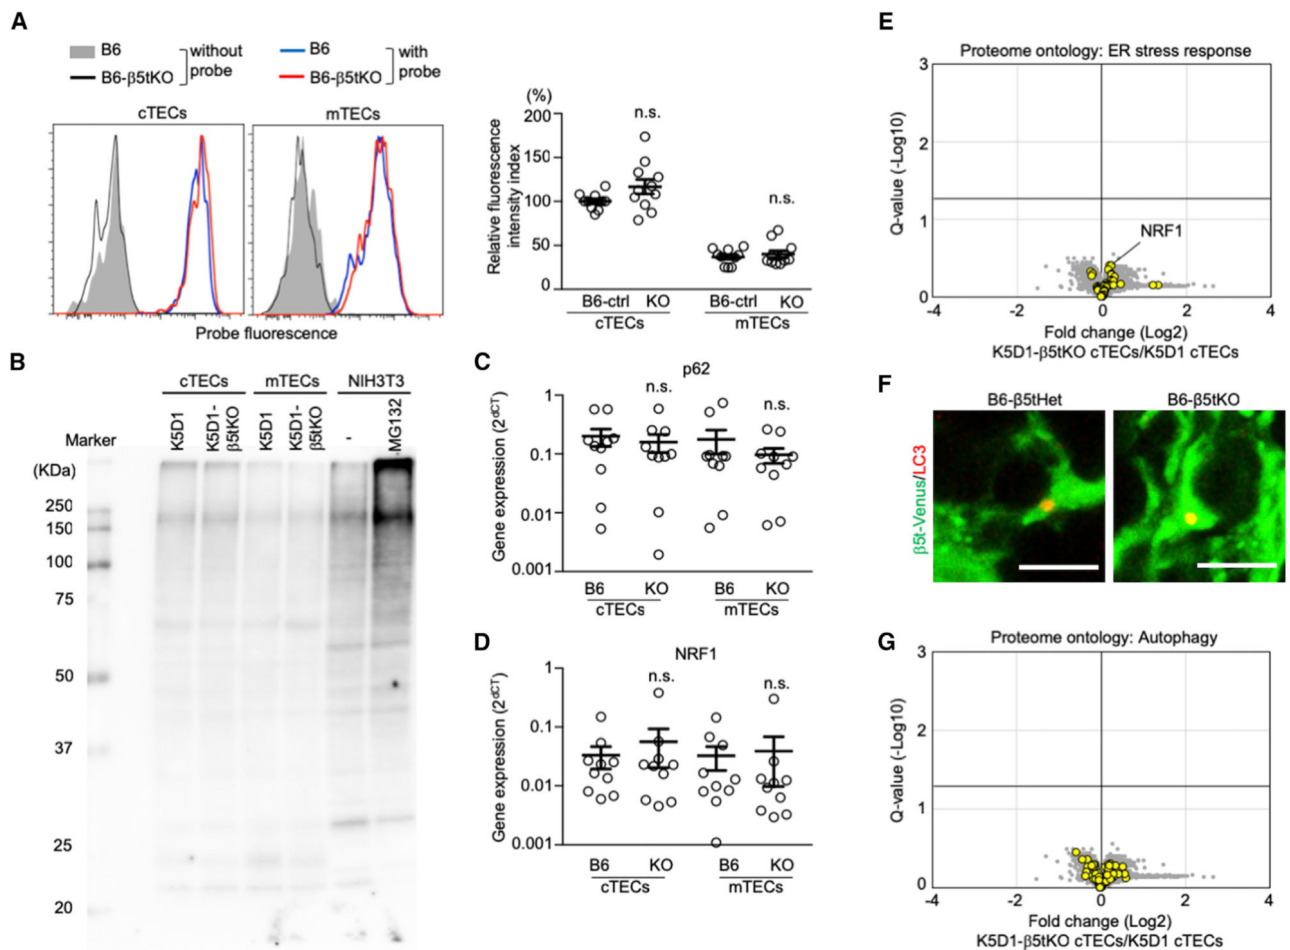 A
B6
B6-β5tKO
without
probe
B6
B6-β5tKO
with
probe
cTECs
mTECs
Probe fluorescence
(%)
Relative fluorescence
intensity index
200
150
100
50
0
n.s.
n.s.
B6-ctrl KO
cTECs
B6-ctrl KO
mTECs
B
cTECs
mTECs
NIH3T3
K5D1
K5D1-
β5tKO
K5D1
K5D1-
β5tKO
-
MG132
Marker
(KDa)
250
150
100
75
50
37
25
20
C
p62
Gene expression (2dCT)
1
0.1
0.01
0.001
n.s.
n.s.
B6 KO
cTECs
B6 KO
mTECs
D
NRF1
Gene expression (2dCT)
1
0.1
0.01
0.001
n.s.
n.s.
B6 KO
cTECs
B6 KO
mTECs
E
Proteome ontology: ER stress response
Q-value (-Log10)
3
2
1
0
NRF1
-4 -2 0 2 4
Fold change (Log2)
K5D1-β5tKO cTECs/K5D1 cTECs
F
B6-β5tHet
B6-β5tKO
β5t-Venus/LC3
G
Proteome ontology: Autophagy
Q-value (-Log10)
3
2
1
0
-4 -2 0 2 4
Fold change (Log2)
K5D1-β5tKO cTECs/K5D1 cTECs